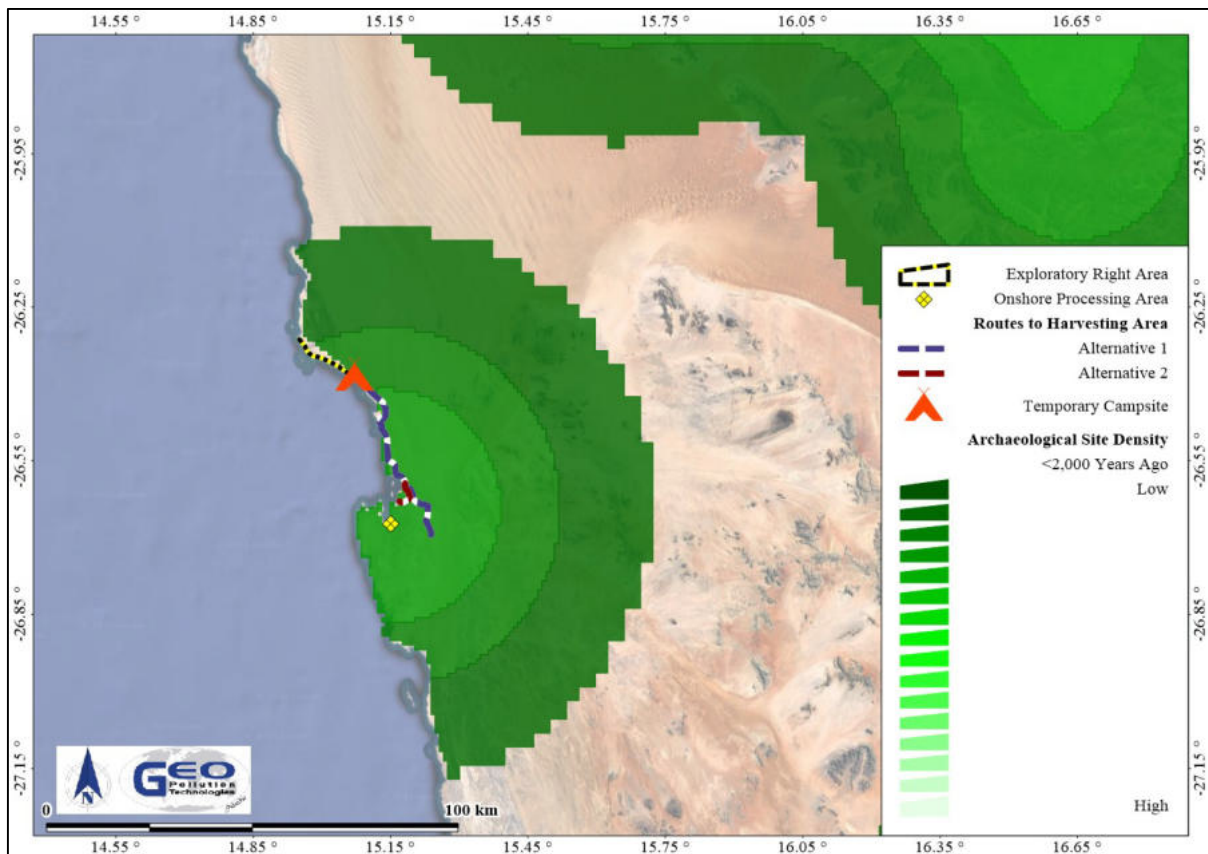 14.55 ° 14.85 ° 15.15 ° 15.45 ° 15.75 ° 16.05 ° 16.35 ° 16.65 °
-25.95 ° -25.95 °
-26.25 ° -26.25 °
-26.55 ° -26.55 °
-26.85 ° -26.85 °
-27.15 ° -27.15 °
Exploratory Right Area
Onshore Processing Area
Routes to Harvesting Area
Alternative 1
Alternative 2
Temporary Campsite
Archaeological Site Density
<2,000 Years Ago
Low
High
N
GEO
Pollution
Technologies
0 100 km
14.55 ° 14.85 ° 15.15 ° 15.45 ° 15.75 ° 16.05 ° 16.35 ° 16.65 °